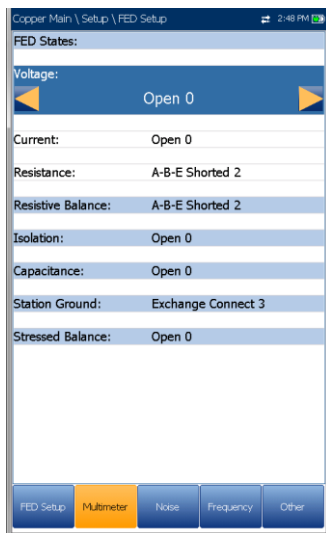 Copper Main \ Setup \ FED Setup 2:48 PM
FED States:
Voltage:
Open 0
Current: Open 0
Resistance: A-B-E Shorted 2
Resistive Balance: A-B-E Shorted 2
Isolation: Open 0
Capacitance: Open 0
Station Ground: Exchange Connect 3
Stressed Balance: Open 0
FED Setup Multimeter Noise Frequency Other